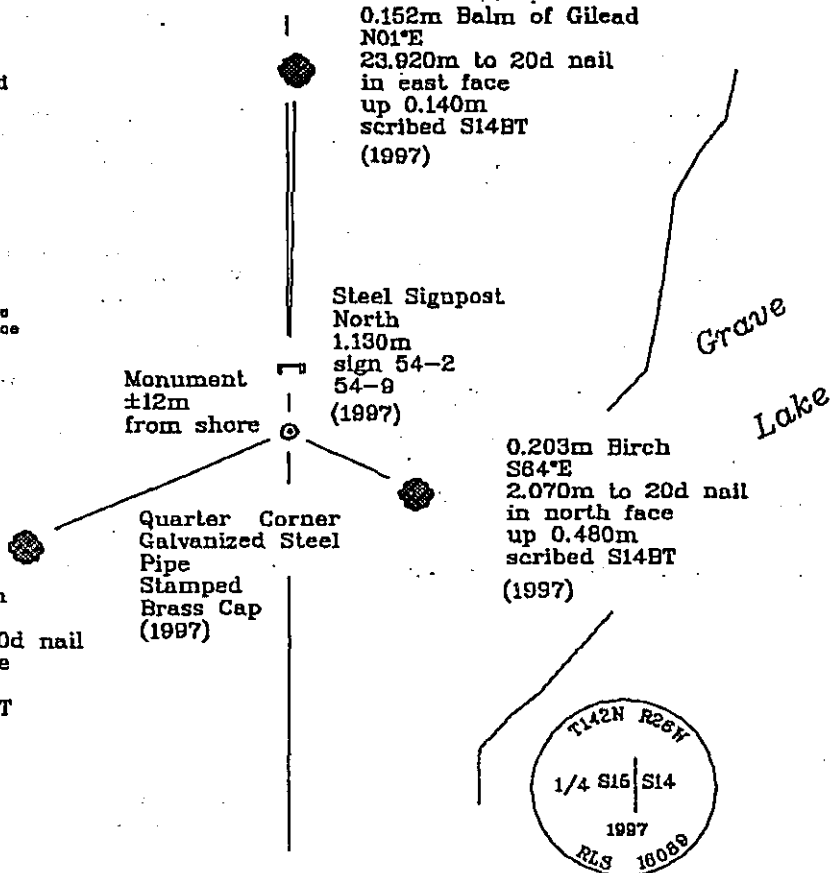 0.152m Balm of Gilead
N01°E
23.920m to 20d nail
in east face
up 0.140m
scribed S14BT
(1997)
Steel Signpost
North
1.130m
sign 54-2
54-9
(1997)
Monument
±12m
from shore
Grave
Lake
0.203m Birch
S64°E
2.070m to 20d nail
in north face
up 0.480m
scribed S14BT
(1997)
Quarter Corner
Galvanized Steel
Pipe
Stamped
Brass Cap
(1997)
0d nail
T142N R26W
1/4 S15 S14
1997
RLS 16089